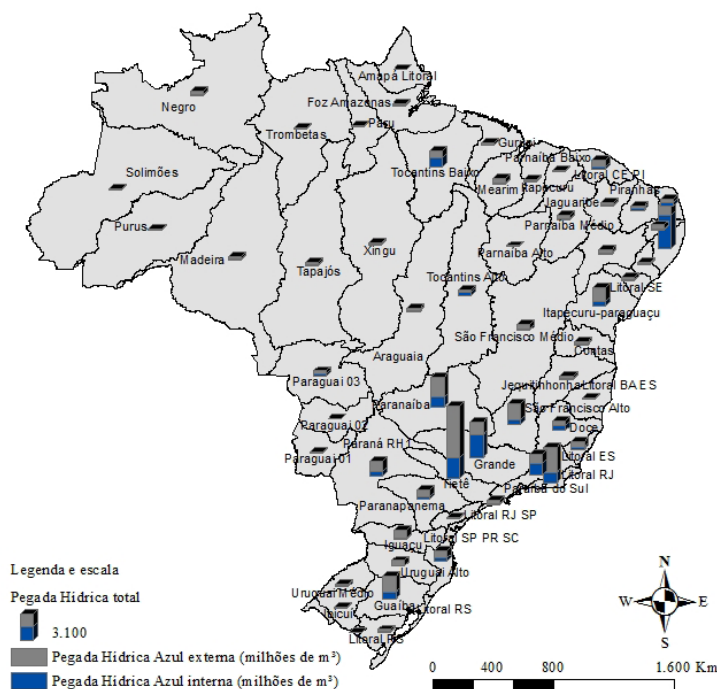 Amapá Litoral
Negro
Foz Amazonas
Paru
Trombetas
Gurupi
Parnaíba Baixo
Tocantins Baixo
Litoral CE PI
Mearim
Itapecuru
Piranhas
Solimões
Jaguaribe
Parnaíba Médio
Purus
Xingu
Parnaíba Alto
Madeira
Tapajós
Tocantins Alto
Litoral SE
Itapecuru-paraguaçu
São Francisco Médio
Contas
Araguaia
Paraguai 03
Jequitinhonha
Litoral BA ES
Paranaíba
São Francisco Alto
Paraguai 02
Doce
Paraná RH1
Paraguai 01
Litoral ES
Grande
Litoral RJ
Tietê
Paraíba do Sul
Paranapanema
Litoral RJ SP
Iguaçu
Litoral SP PR SC
Legenda e escala
Uruguai Alto
Uruguai Médio
Pegada Hídrica total
Ibicuí
Guaíba
Litoral RS
3.100
Litoral RS
Pegada Hídrica Azul externa (milhões de m³)
Pegada Hídrica Azul interna (milhões de m³)
N
W
E
S
0 400 800 1.600 Km